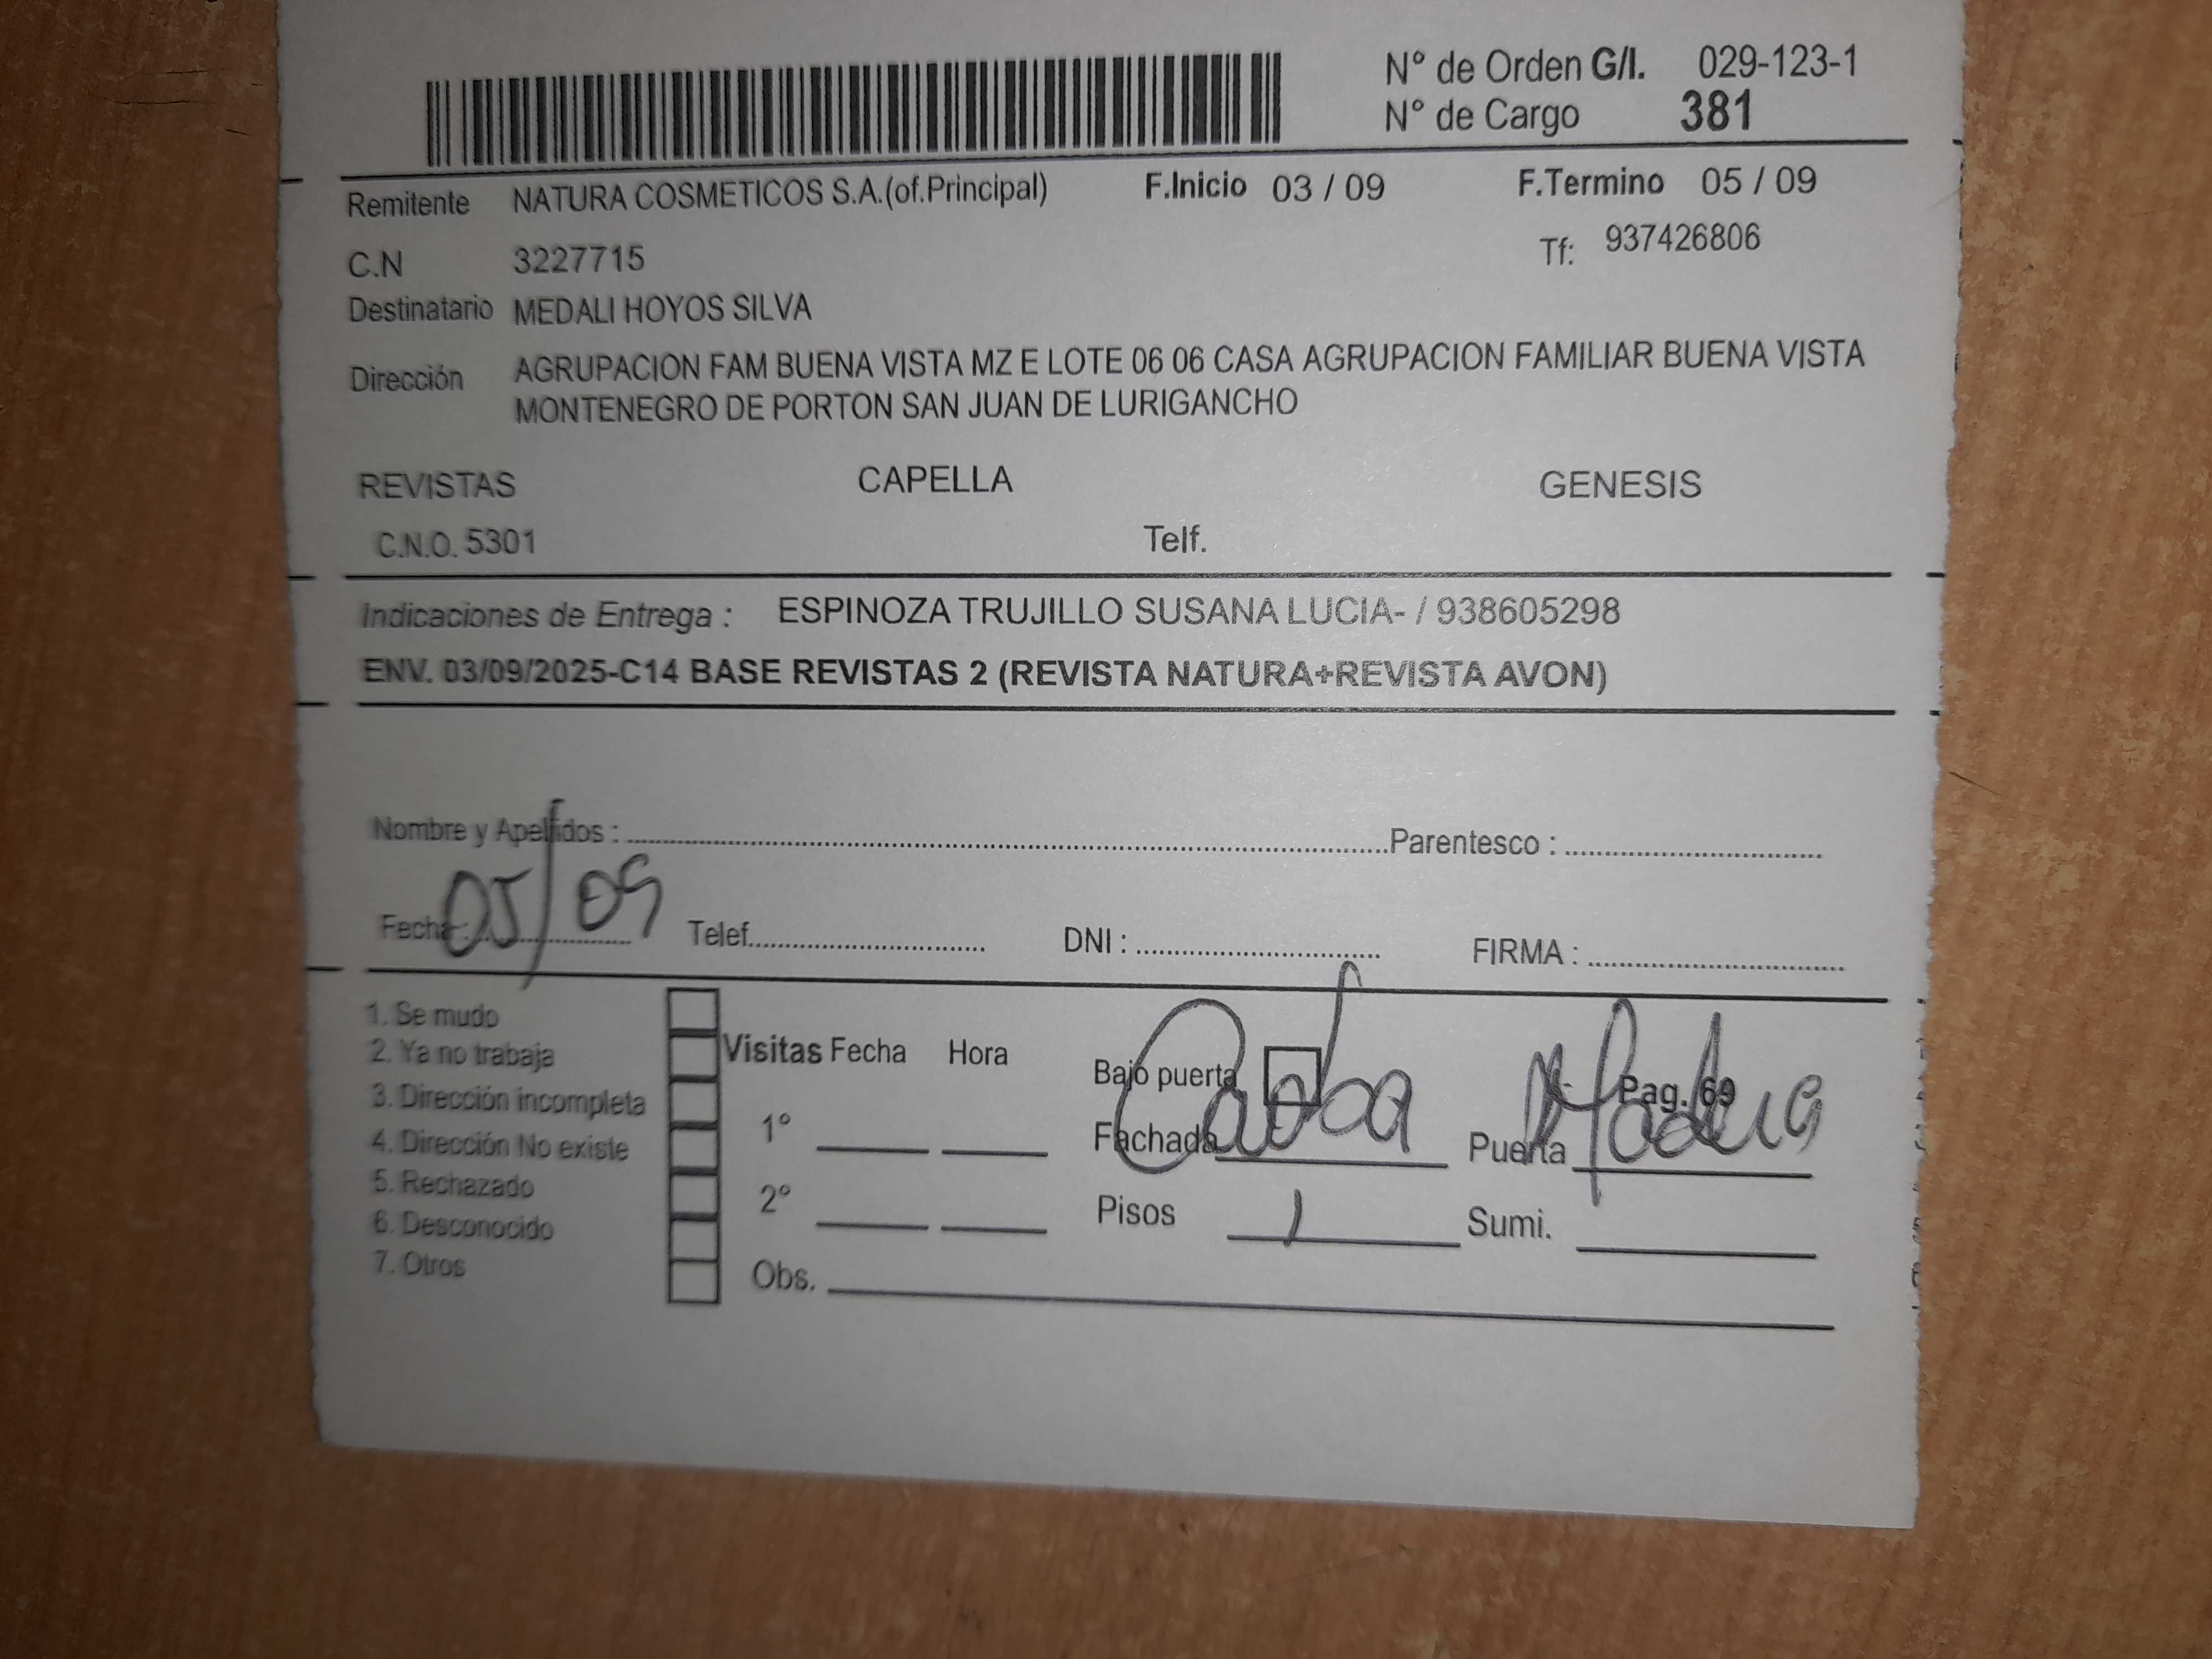 N° de Orden G/I. 029-123-1
N° de Cargo 381
Remitente NATURA COSMETICOS S.A.(of.Principal) F.Inicio 03 / 09 F.Termino 05 / 09
C.N 3227715 Tf: 937426806
Destinatario MEDALI HOYOS SILVA
Dirección AGRUPACION FAM BUENA VISTA MZ E LOTE 06 06 CASA AGRUPACION FAMILIAR BUENA VISTA
MONTENEGRO DE PORTON SAN JUAN DE LURIGANCHO
REVISTAS CAPELLA GENESIS
C.N.O. 5301 Telf.
Indicaciones de Entrega : ESPINOZA TRUJILLO SUSANA LUCIA- / 938605298
ENV. 03/09/2025-C14 BASE REVISTAS 2 (REVISTA NATURA+REVISTA AVON)
Nombre y Apellidos : Parentesco :
Fecha : 05/09 Telef. DNI : FIRMA :
1. Se mudo
2. Ya no trabaja Visitas Fecha Hora Bajo puerta Pag. 69
3. Dirección incompleta
4. Dirección No existe 1° Fachada Puerta Madera
5. Rechazado
6. Desconocido 2° Pisos 1 Sumi.
7. Otros Obs.